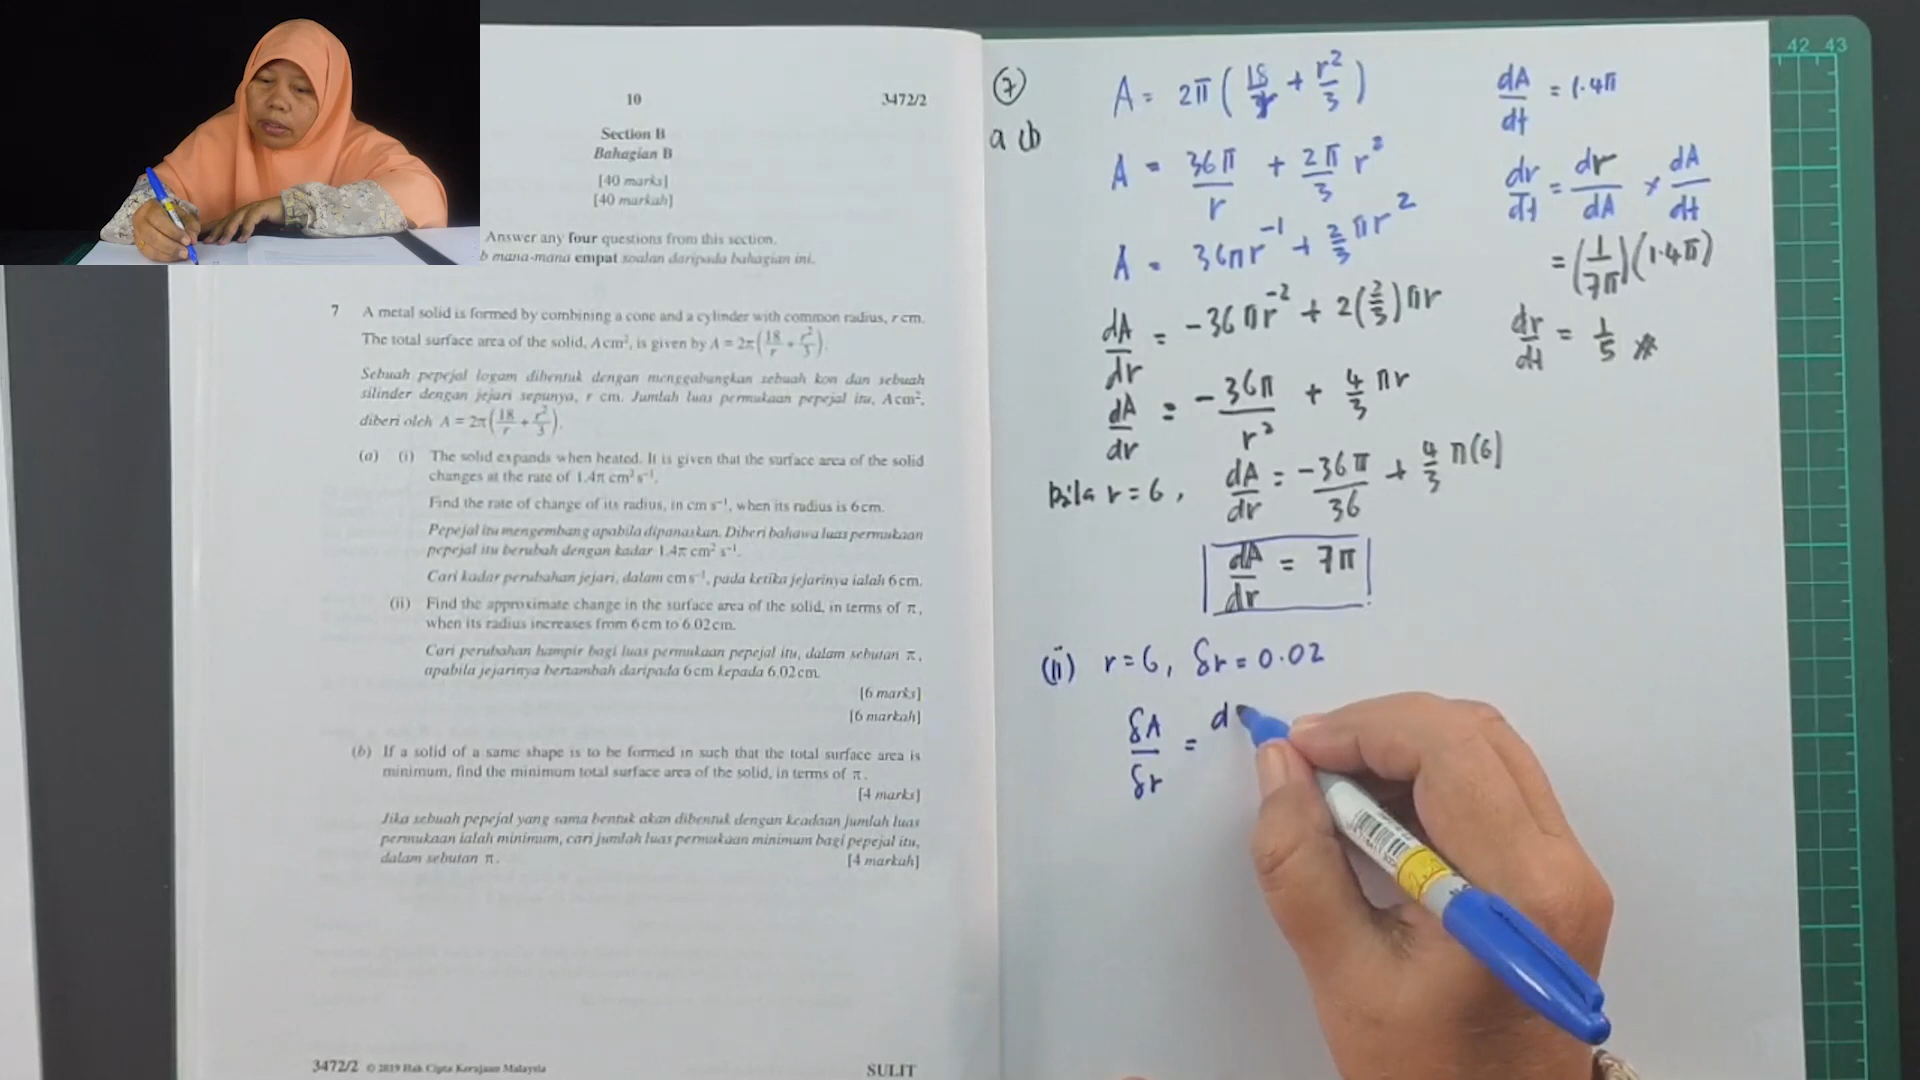 10
3472/2
Section B
Bahagian B
[40 marks]
[40 markah]
Answer any four questions from this section.
b mana-mana empat soalan daripada bahagian ini.
7 A metal solid is formed by combining a cone and a cylinder with common radius, r cm.
The total surface area of the solid, A cm², is given by A = 2π(18/r + r²/3).
Sebuah pepejal logam dibentuk dengan menggabungkan sebuah kon dan sebuah
silinder dengan jejari sepunya, r cm. Jumlah luas permukaan pepejal itu, A cm²,
diberi oleh A = 2π(18/r + r²/3).
(a) (i) The solid expands when heated. It is given that the surface area of the solid
changes at the rate of 1.4π cm² s⁻¹.
Find the rate of change of its radius, in cm s⁻¹, when its radius is 6 cm.
Pepejal itu mengembang apabila dipanaskan. Diberi bahawa luas permukaan
pepejal itu berubah dengan kadar 1.4π cm² s⁻¹.
Cari kadar perubahan jejari, dalam cm s⁻¹, pada ketika jejarinya ialah 6 cm.
(ii) Find the approximate change in the surface area of the solid, in terms of π,
when its radius increases from 6 cm to 6.02 cm.
Cari perubahan hampir bagi luas permukaan pepejal itu, dalam sebutan π,
apabila jejarinya bertambah daripada 6 cm kepada 6.02 cm.
[6 marks]
[6 markah]
(b) If a solid of a same shape is to be formed in such that the total surface area is
minimum, find the minimum total surface area of the solid, in terms of π.
[4 marks]
Jika sebuah pepejal yang sama bentuk akan dibentuk dengan keadaan jumlah luas
permukaan ialah minimum, cari jumlah luas permukaan minimum bagi pepejal itu,
dalam sebutan π.
[4 markah]
3472/2 © 2019 Hak Cipta Kerajaan Malaysia
SULIT
7
a (i)
A = 2π(18/r + r²/3)
A = 36π/r + 2π/3 r²
A = 36πr⁻¹ + 2/3 πr²
dA/dr = -36πr⁻² + 2(2/3)πr
dA/dr = -36π/r² + 4/3 πr
Bila r = 6, dA/dr = -36π/36 + 4/3 π(6)
dA/dr = 7π
(ii) r = 6, δr = 0.02
δA/δr = d
dA/dt = 1.4π
dr/dt = dr/dA × dA/dt
= (1/7π)(1.4π)
dr/dt = 1/5
42 43